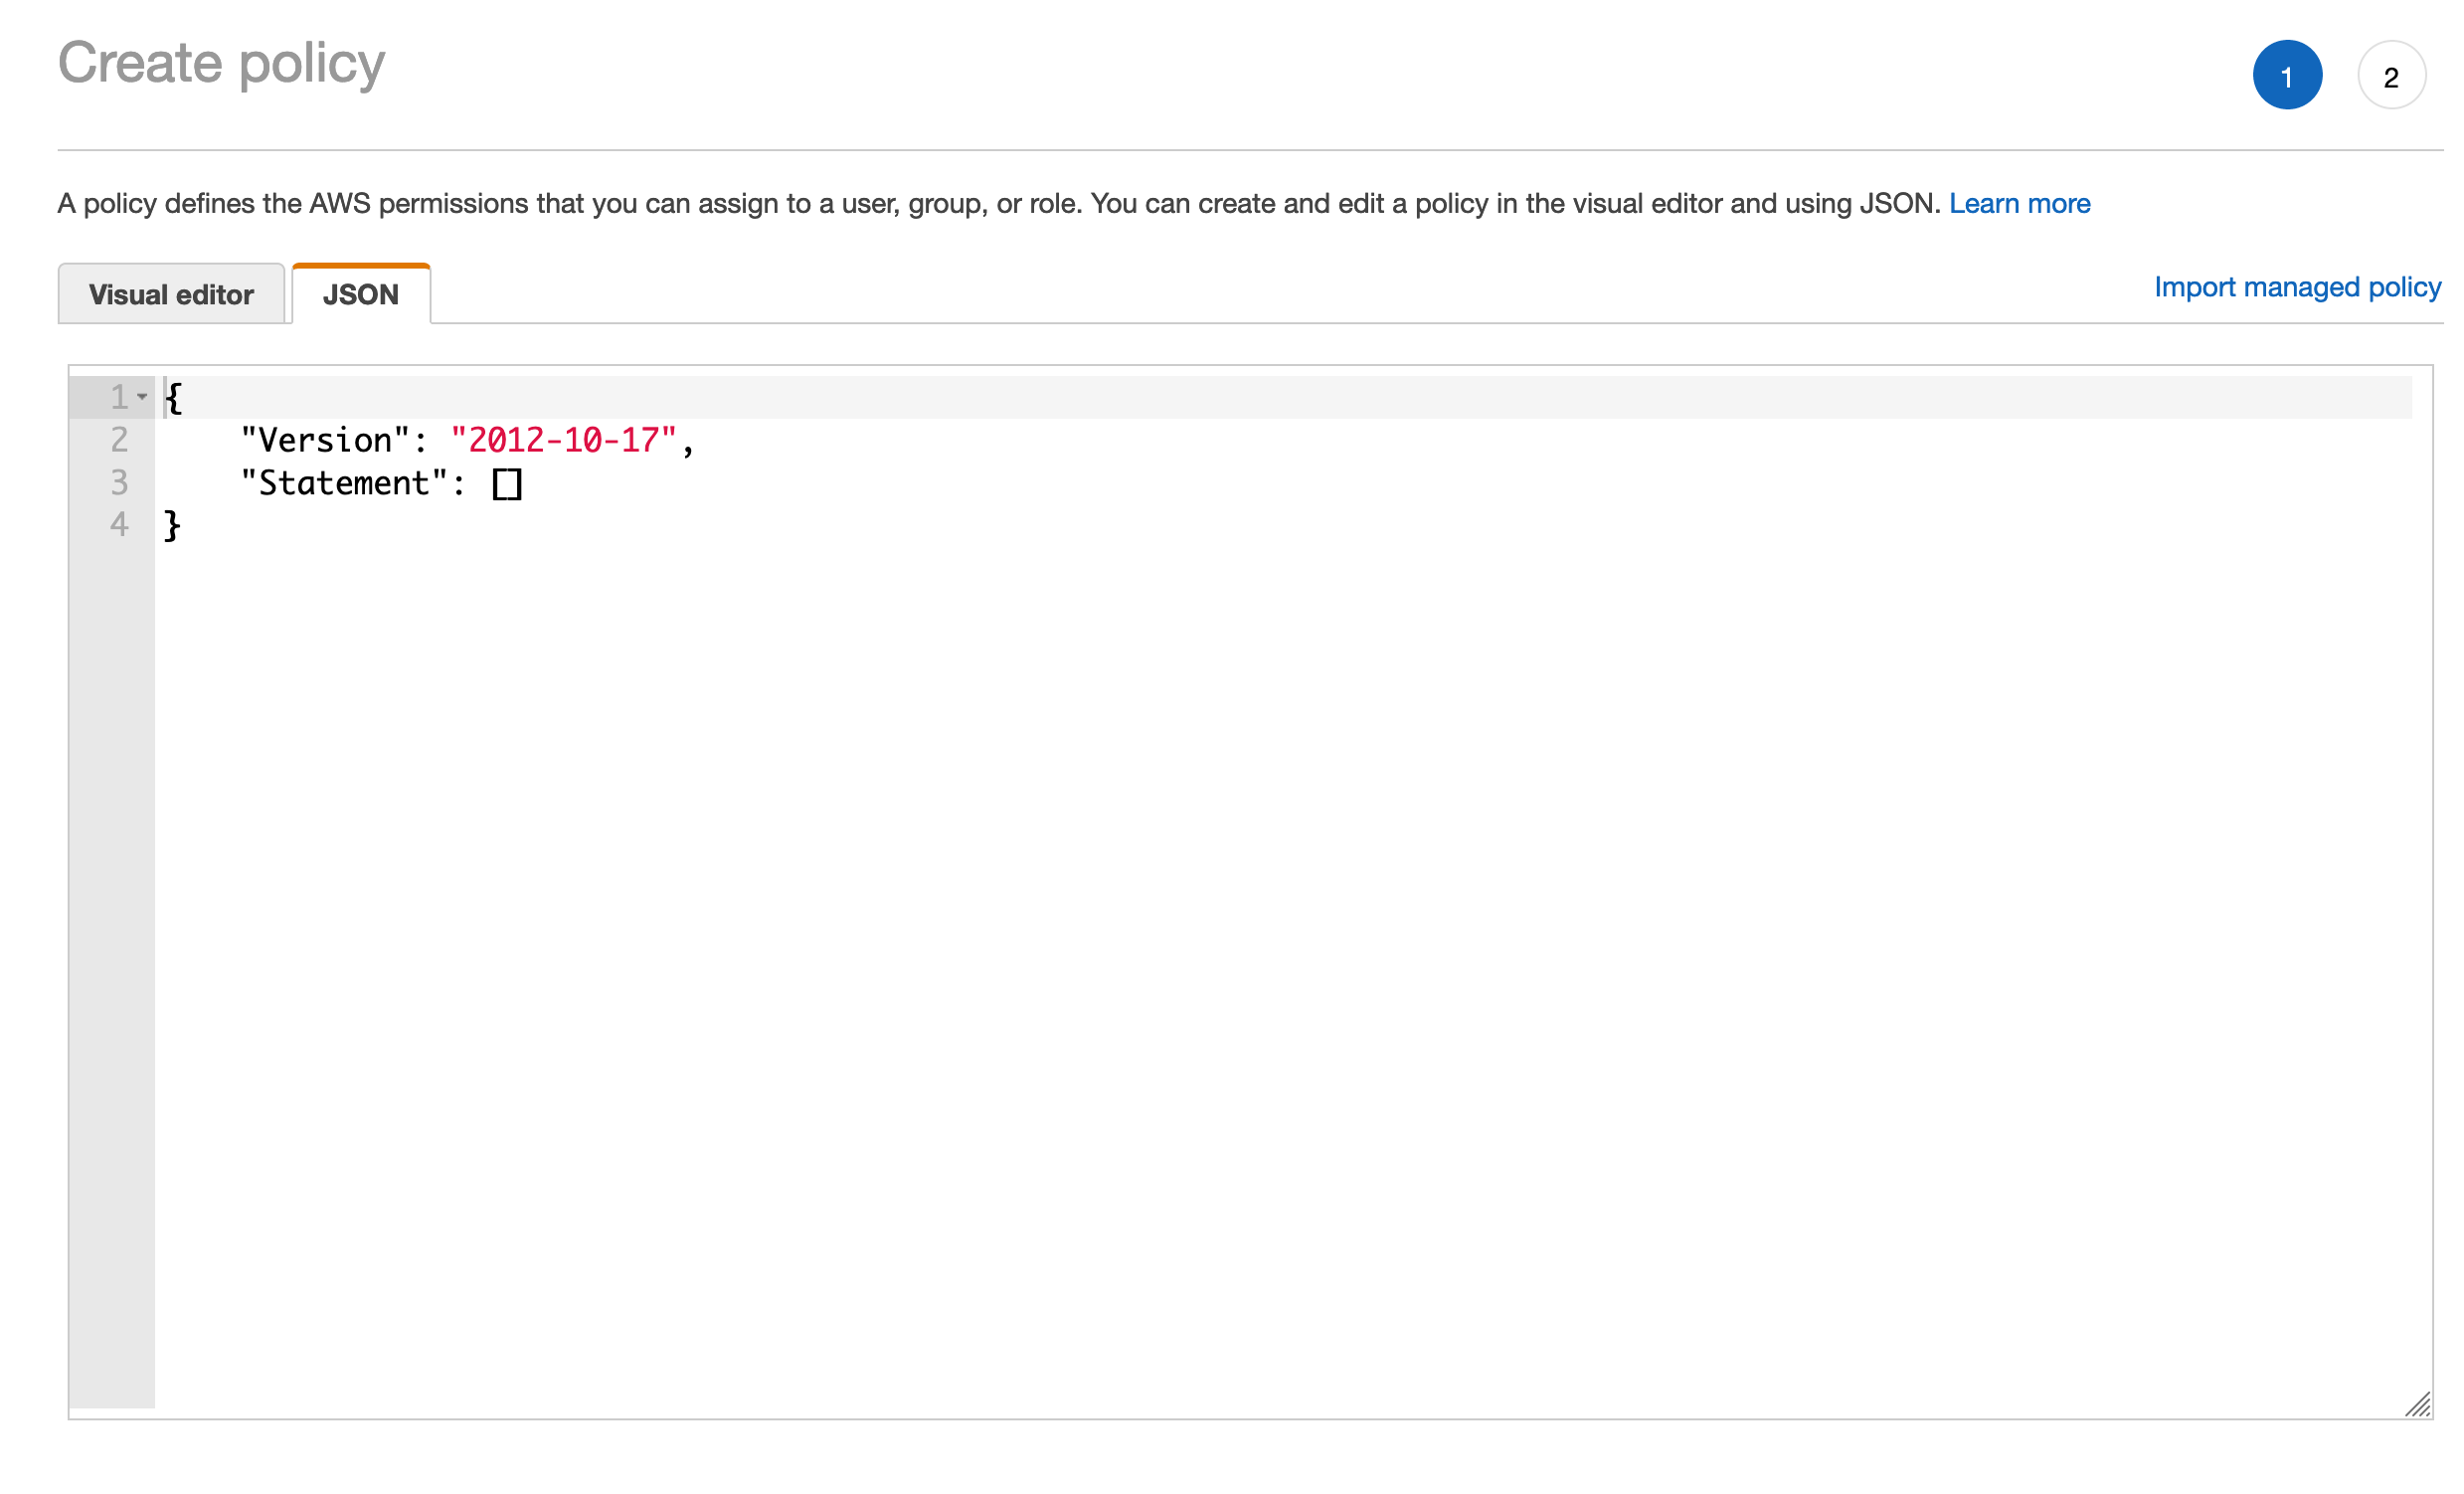 Create policy
1
2
A policy defines the AWS permissions that you can assign to a user, group, or role. You can create and edit a policy in the visual editor and using JSON. Learn more
Visual editor
JSON
Import managed policy
1 {
2     "Version": "2012-10-17",
3     "Statement": []
4 }